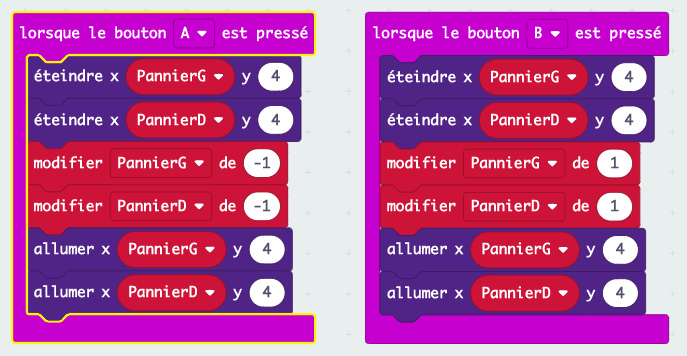 lorsque le bouton A est pressé
éteindre x PannierG y 4
éteindre x PannierD y 4
modifier PannierG de -1
modifier PannierD de -1
allumer x PannierG y 4
allumer x PannierD y 4
lorsque le bouton B est pressé
éteindre x PannierG y 4
éteindre x PannierD y 4
modifier PannierG de 1
modifier PannierD de 1
allumer x PannierG y 4
allumer x PannierD y 4